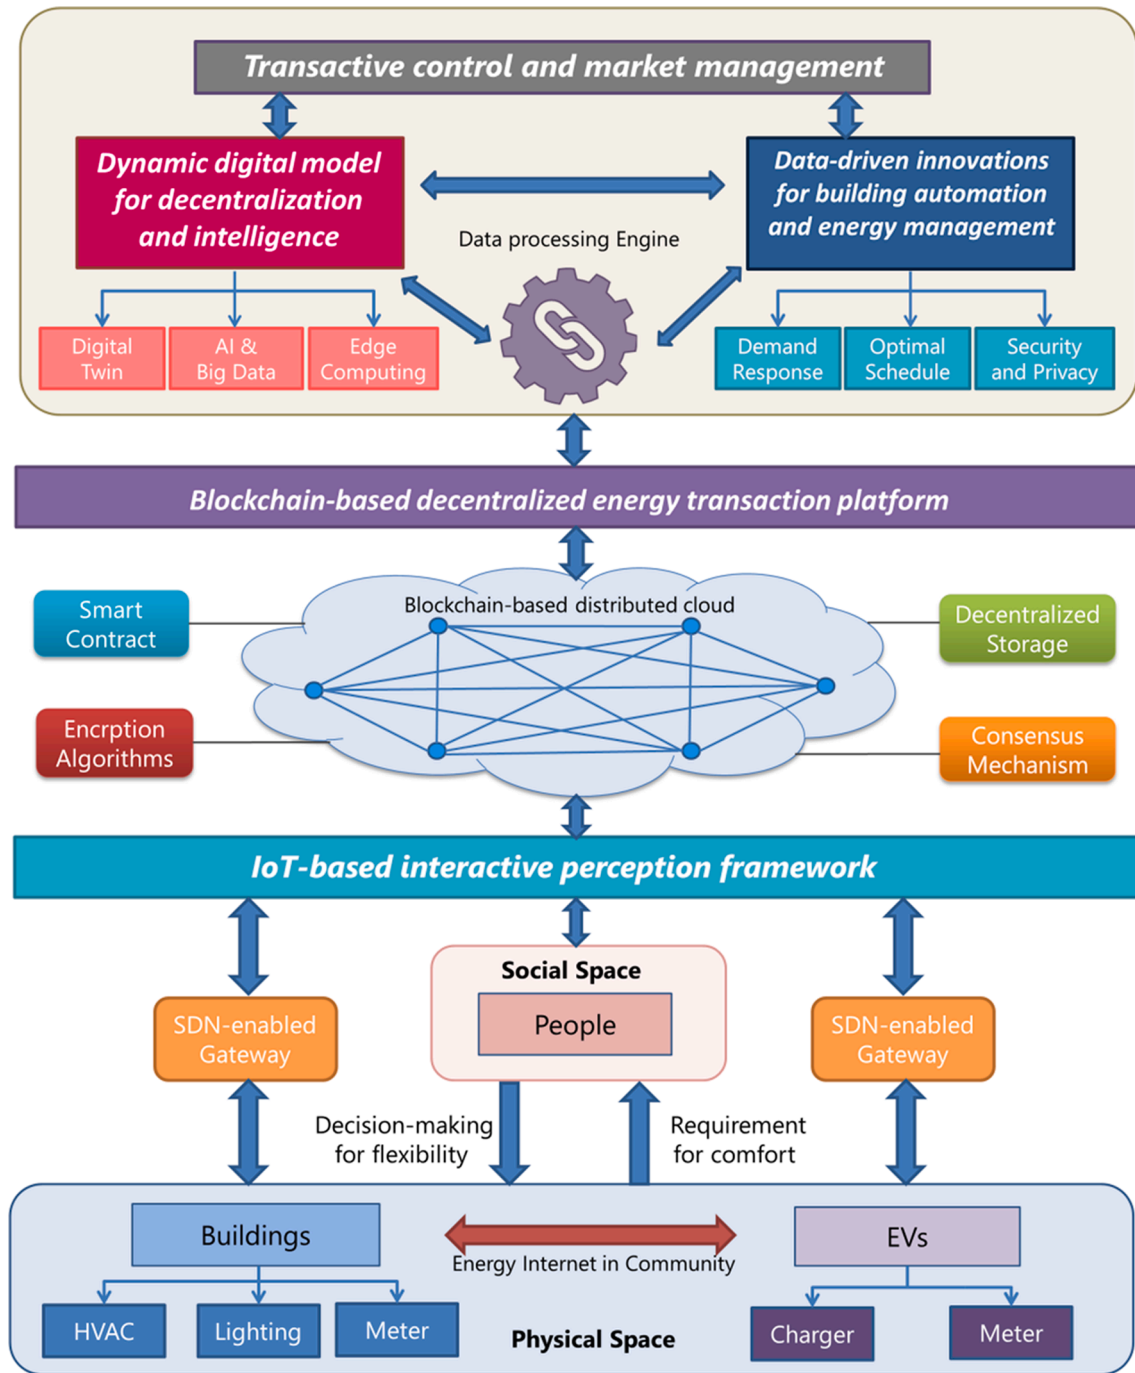 Transactive control and market management
Dynamic digital model
for decentralization
and intelligence
Data-driven innovations
for building automation
and energy management
Data processing Engine
Digital
Twin
AI &
Big Data
Edge
Computing
Demand
Response
Optimal
Schedule
Security
and Privacy
Blockchain-based decentralized energy transaction platform
Blockchain-based distributed cloud
Smart
Contract
Decentralized
Storage
Encrption
Algorithms
Consensus
Mechanism
IoT-based interactive perception framework
Social Space
People
SDN-enabled
Gateway
SDN-enabled
Gateway
Decision-making
for flexibility
Requirement
for comfort
Buildings
EVs
Energy Internet in Community
HVAC
Lighting
Meter
Physical Space
Charger
Meter